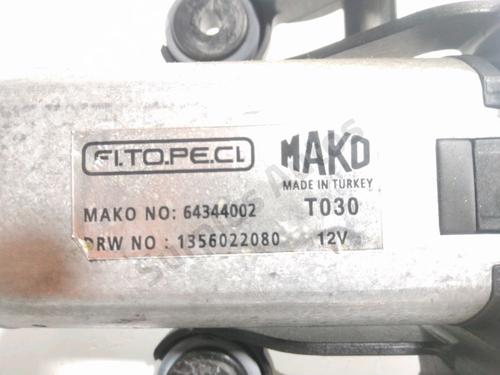 FI.TO.PE.CI. MAKO
MADE IN TURKEY
MAKO NO: 64344002 T030
DRW NO : 1356022080 12V